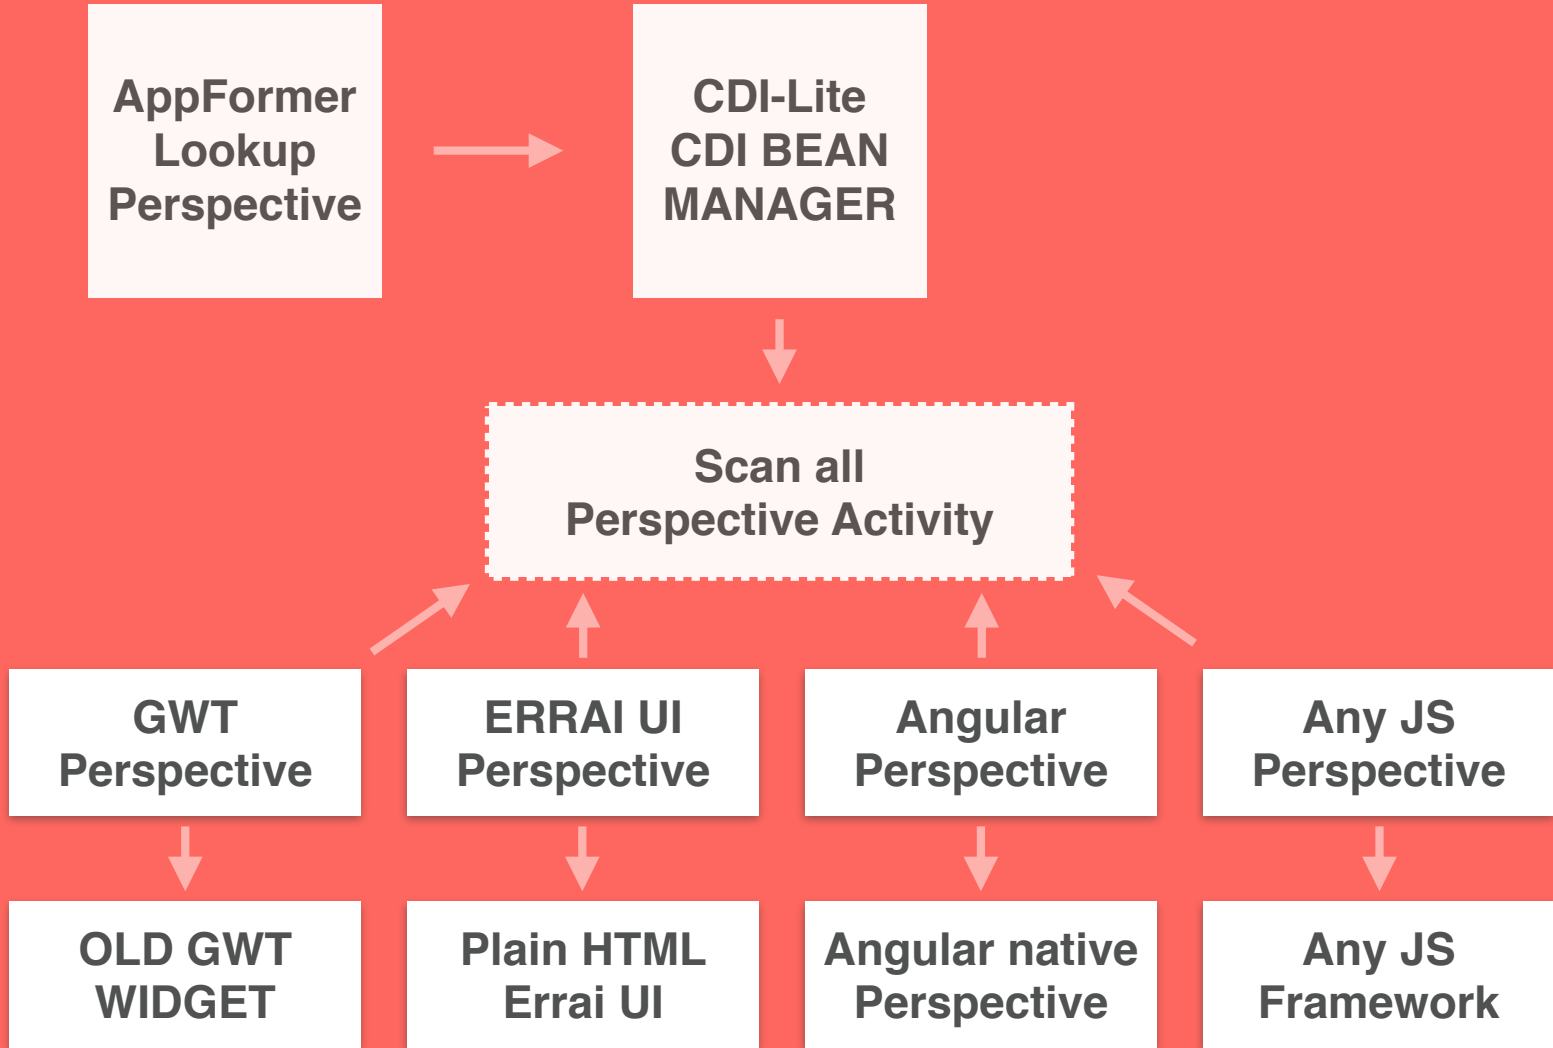 AppFormer
Lookup
Perspective
CDI-Lite
CDI BEAN
MANAGER
Scan all
Perspective Activity
GWT
Perspective
ERRAI UI
Perspective
Angular
Perspective
Any JS
Perspective
OLD GWT
WIDGET
Plain HTML
Errai UI
Angular native
Perspective
Any JS
Framework